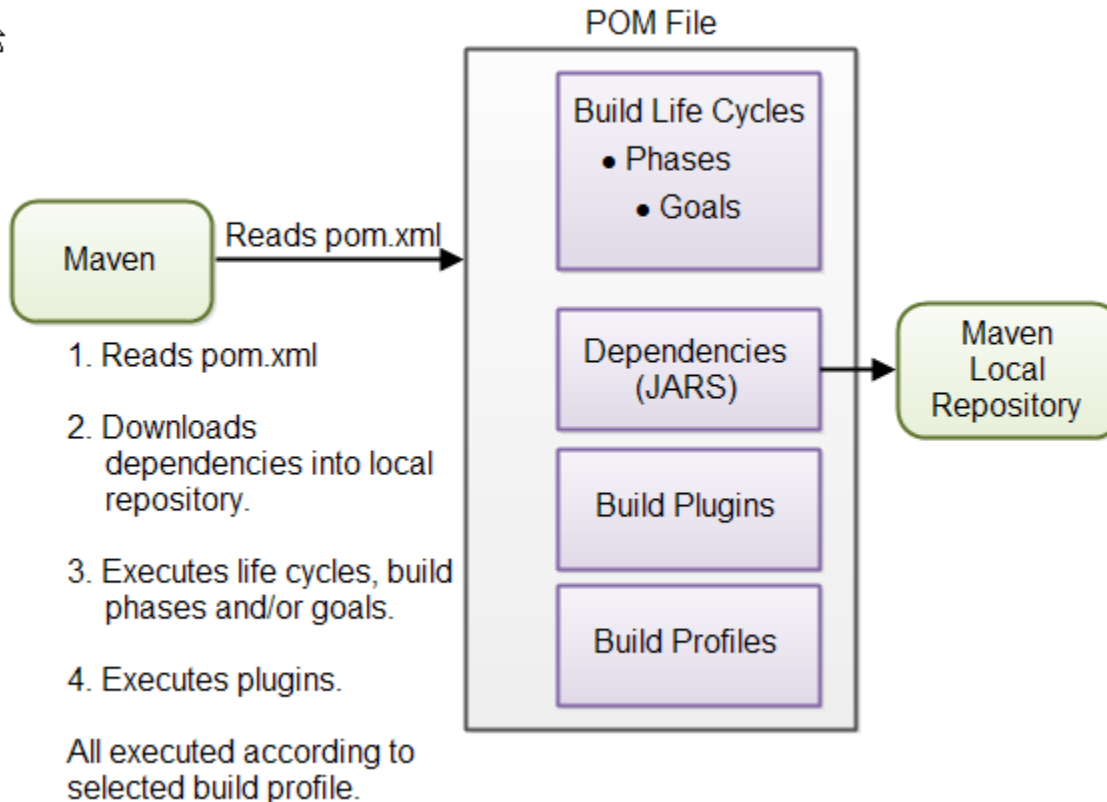 POM File
Build Life Cycles
• Phases
• Goals
Maven
Reads pom.xml
Dependencies
(JARS)
Maven
Local
Repository
Build Plugins
Build Profiles
1. Reads pom.xml
2. Downloads
dependencies into local
repository.
3. Executes life cycles, build
phases and/or goals.
4. Executes plugins.
All executed according to
selected build profile.